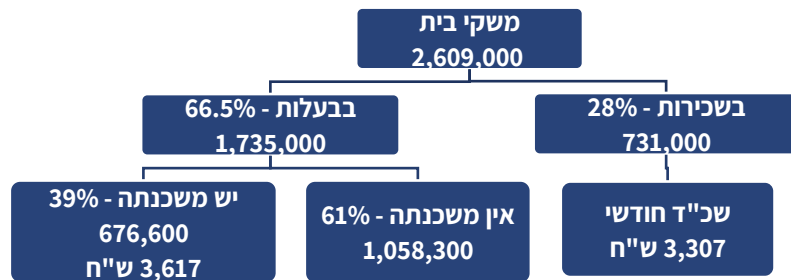 משקי בית
2,609,000
בשכירות - 28%
731,000
בבעלות - 66.5%
1,735,000
שכ"ד חודשי
3,307 ש"ח
אין משכנתה - 61%
1,058,300
יש משכנתה - 39%
676,600
3,617 ש"ח